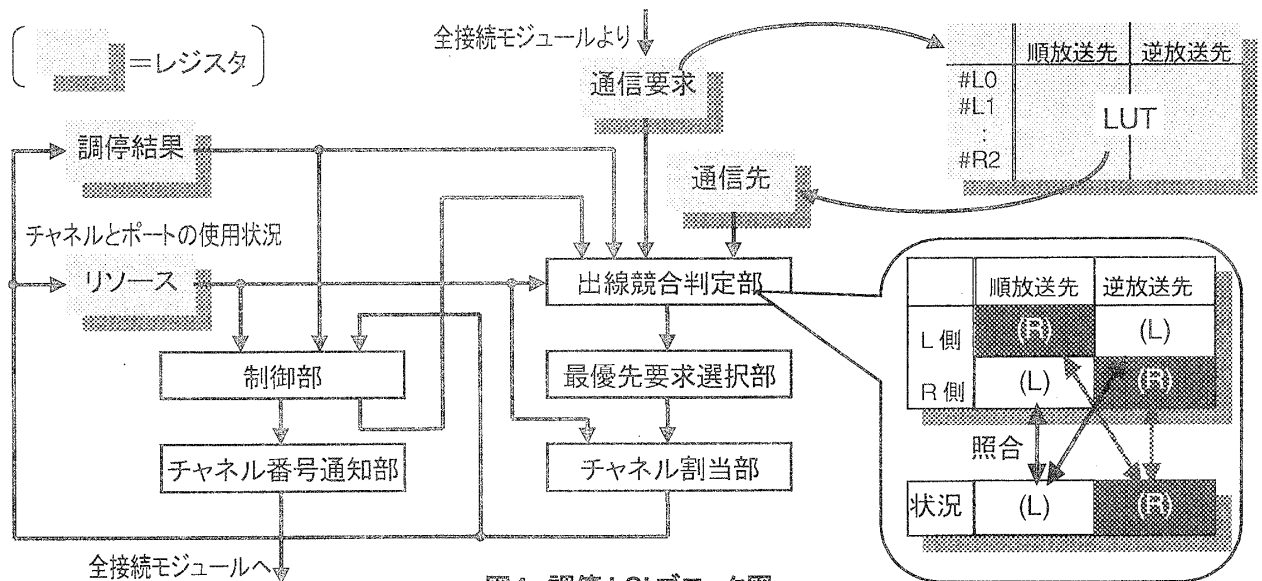 =レジスタ
全接続モジュールより
通信要求
順放送先 逆放送先
#L0
#L1
:
#R2
LUT
調停結果
通信先
チャネルとポートの使用状況
リソース
出線競合判定部
制御部
最優先要求選択部
チャネル番号通知部
チャネル割当部
全接続モジュールへ
順放送先 逆放送先
L側 (R) (L)
R側 (L) (R)
照合
状況 (L) (R)